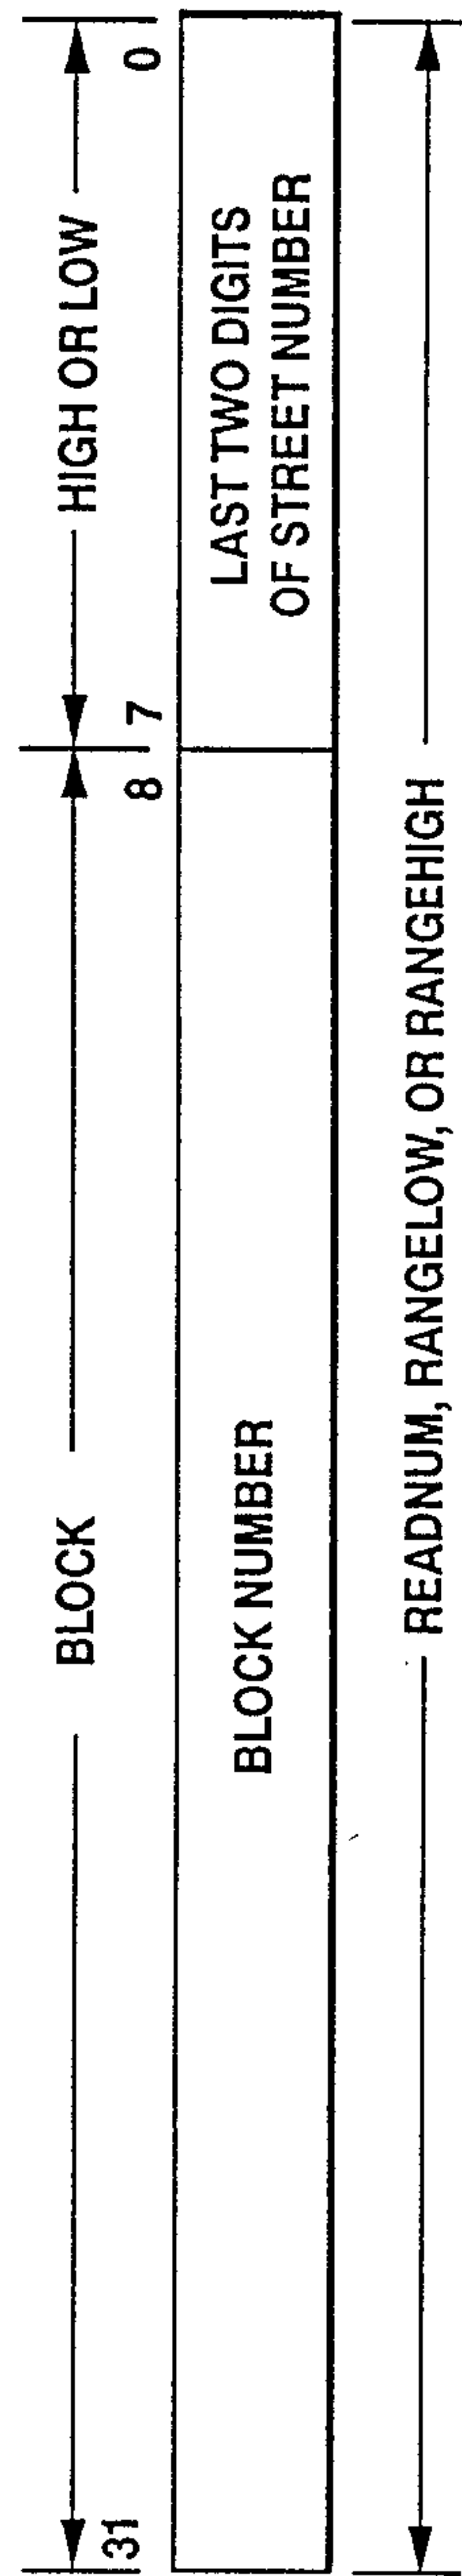 BLOCK
HIGH OR LOW
31
8
7
0
BLOCK NUMBER
LAST TWO DIGITS
OF STREET NUMBER
READNUM, RANGELOW, OR RANGEHIGH